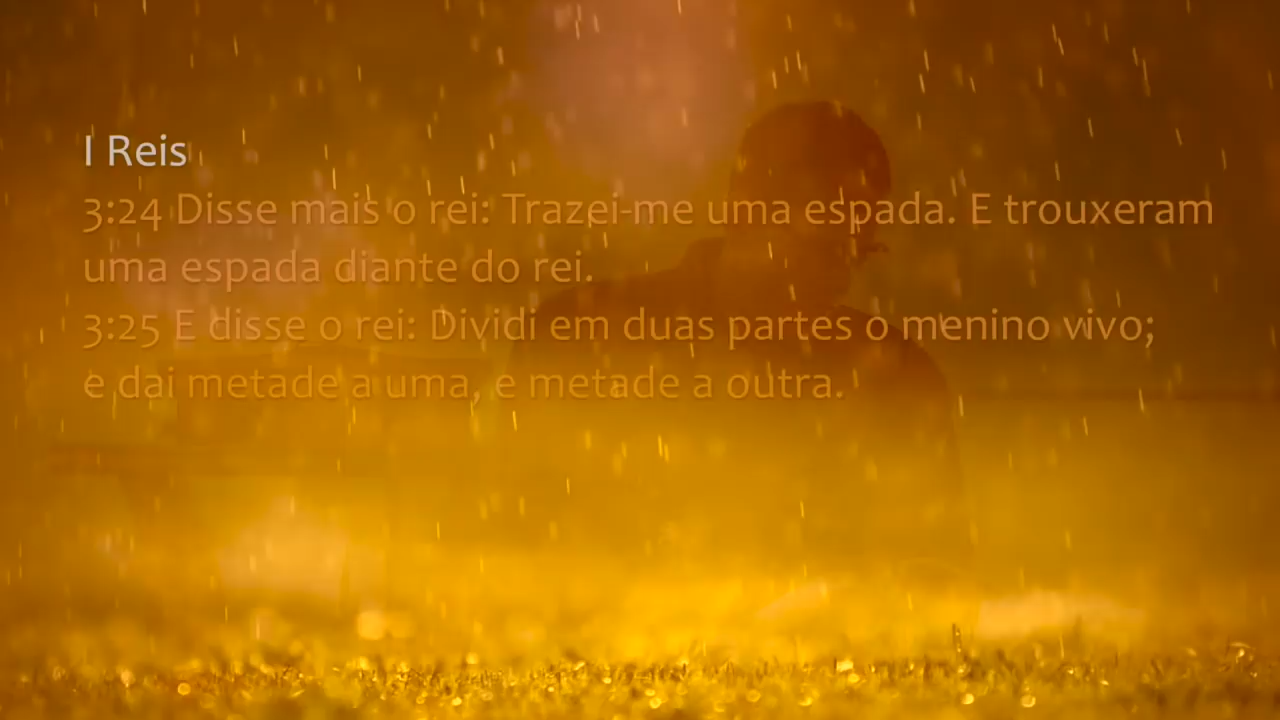 I Reis
3:24 Disse mais o rei: Trazei-me uma espada. E trouxeram
uma espada diante do rei.
3:25 E disse o rei: Dividi em duas partes o menino vivo;
e dai metade a uma, e metade a outra.